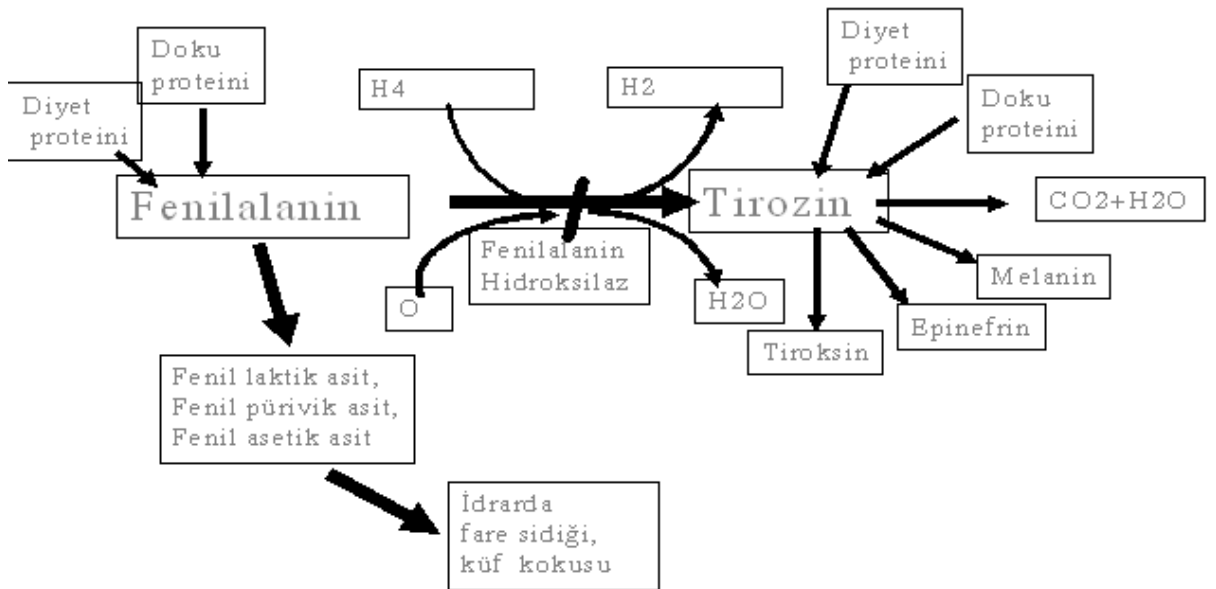 Doku
proteini
Diyet
proteini
H4
H2
Diyet
proteini
Doku
proteini
Fenilalanin
Tirozin
CO2+H2O
Fenilalanin
Hidroksilaz
O
H2O
Melanin
Epinefrin
Tiroksin
Fenil laktik asit,
Fenil pürivik asit,
Fenil asetik asit
İdrarda
fare sidiği,
küf kokusu